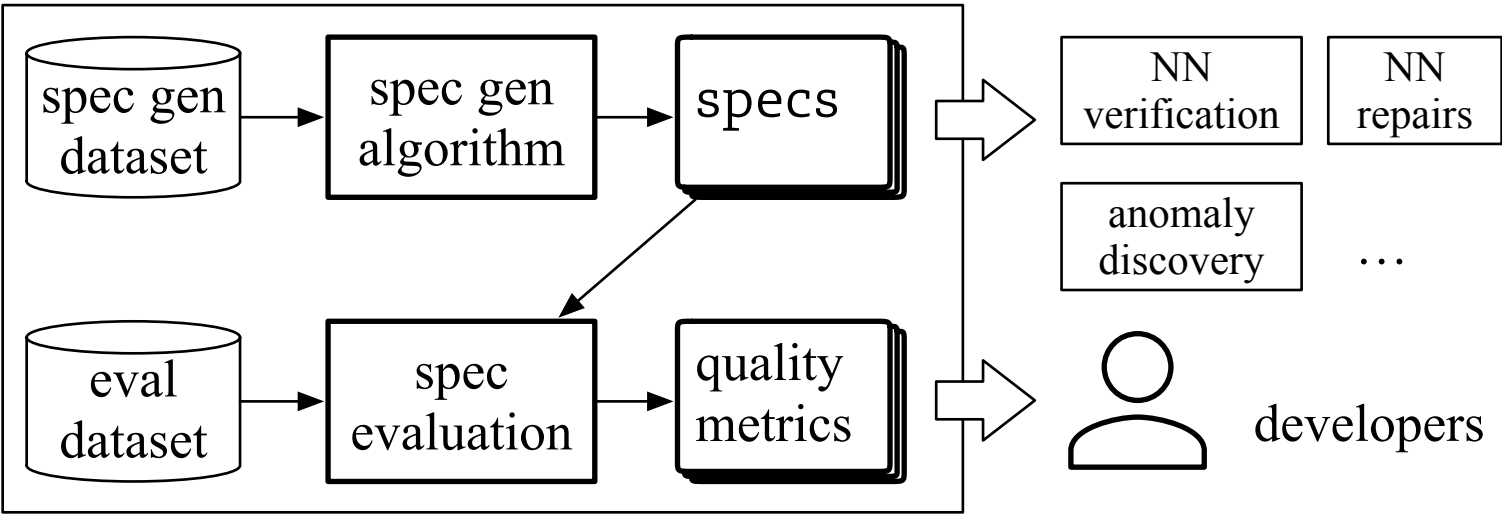 spec gen
dataset
spec gen
algorithm
specs
NN
verification
NN
repairs
anomaly
discovery
...
eval
dataset
spec
evaluation
quality
metrics
developers